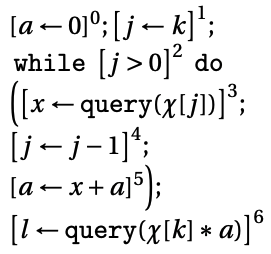 [a ← 0]⁰; [j ← k]¹;
while [j > 0]² do
([x ← query(χ[j])]³;
[j ← j − 1]⁴;
[a ← x + a]⁵);
[l ← query(χ[k] * a)]⁶